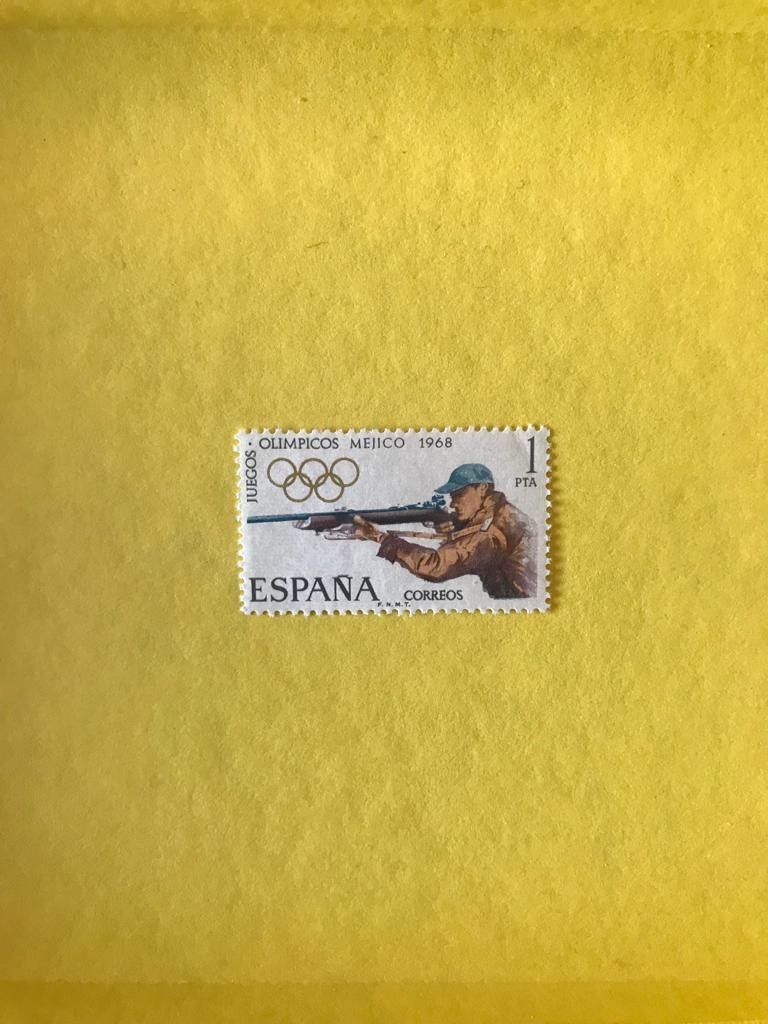 JUEGOS · OLIMPICOS MEJICO 1968
1
PTA
ESPAÑA
CORREOS
F.N.M.T.